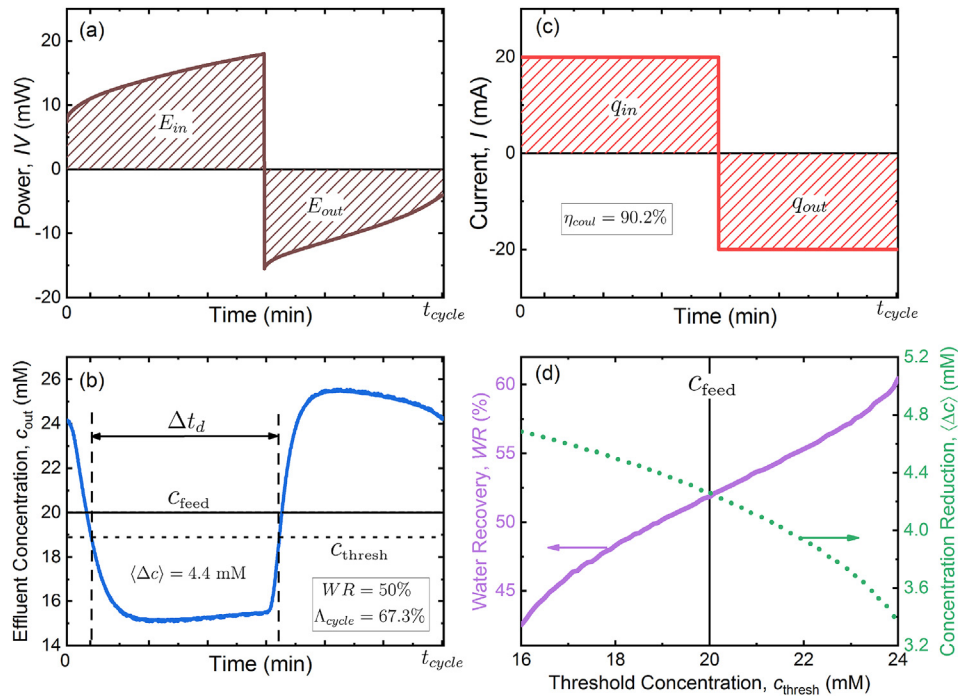 (a)
Power, IV (mW)
20
10
0
-10
-20
E_in
E_out
0
Time (min)
t_cycle
(c)
Current, I (mA)
20
0
-20
q_in
q_out
η_coul = 90.2%
0
Time (min)
t_cycle
(b)
Effluent Concentration, c_out (mM)
26
24
22
20
18
16
14
Δt_d
c_feed
c_thresh
⟨Δc⟩ = 4.4 mM
WR = 50%
Λ_cycle = 67.3%
0
Time (min)
t_cycle
(d)
Water Recovery, WR (%)
60
55
50
45
c_feed
5.2
4.8
4.4
4.0
3.6
3.2
Concentration Reduction, ⟨Δc⟩ (mM)
16
18
20
22
24
Threshold Concentration, c_thresh (mM)